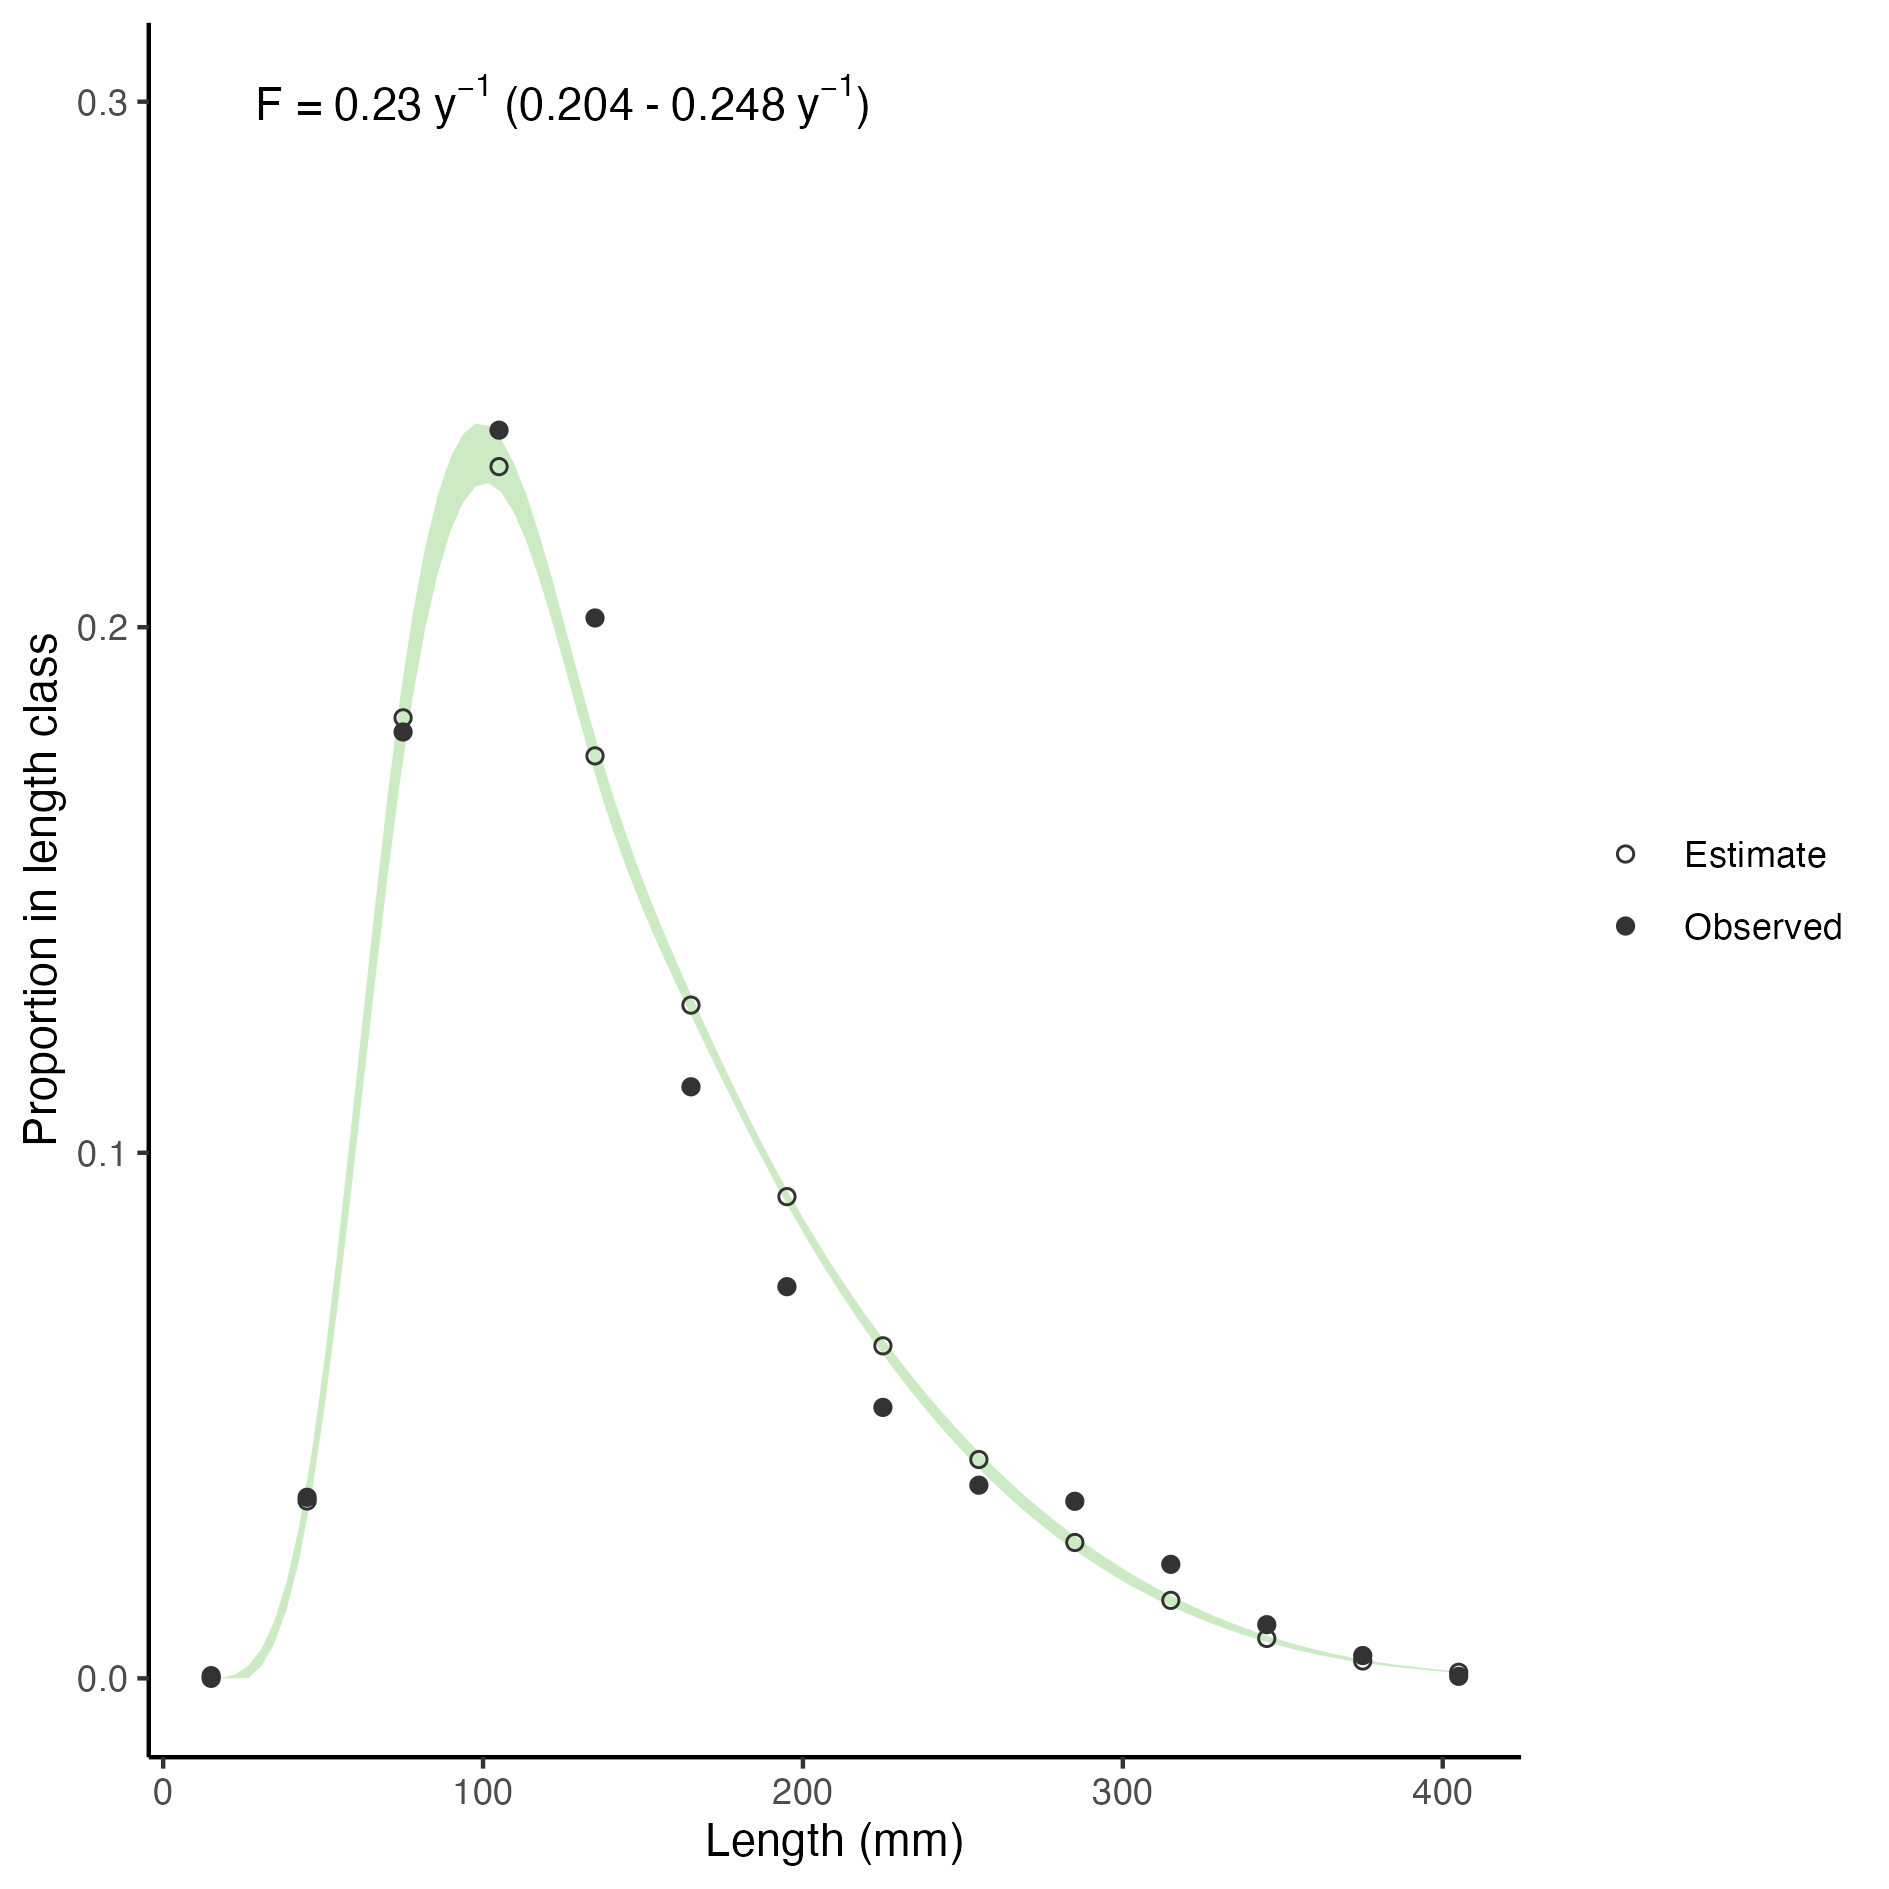 F = 0.23 y⁻¹ (0.204 - 0.248 y⁻¹)
0.3
0.2
0.1
0.0
Proportion in length class
0 100 200 300 400
Length (mm)
Estimate
Observed